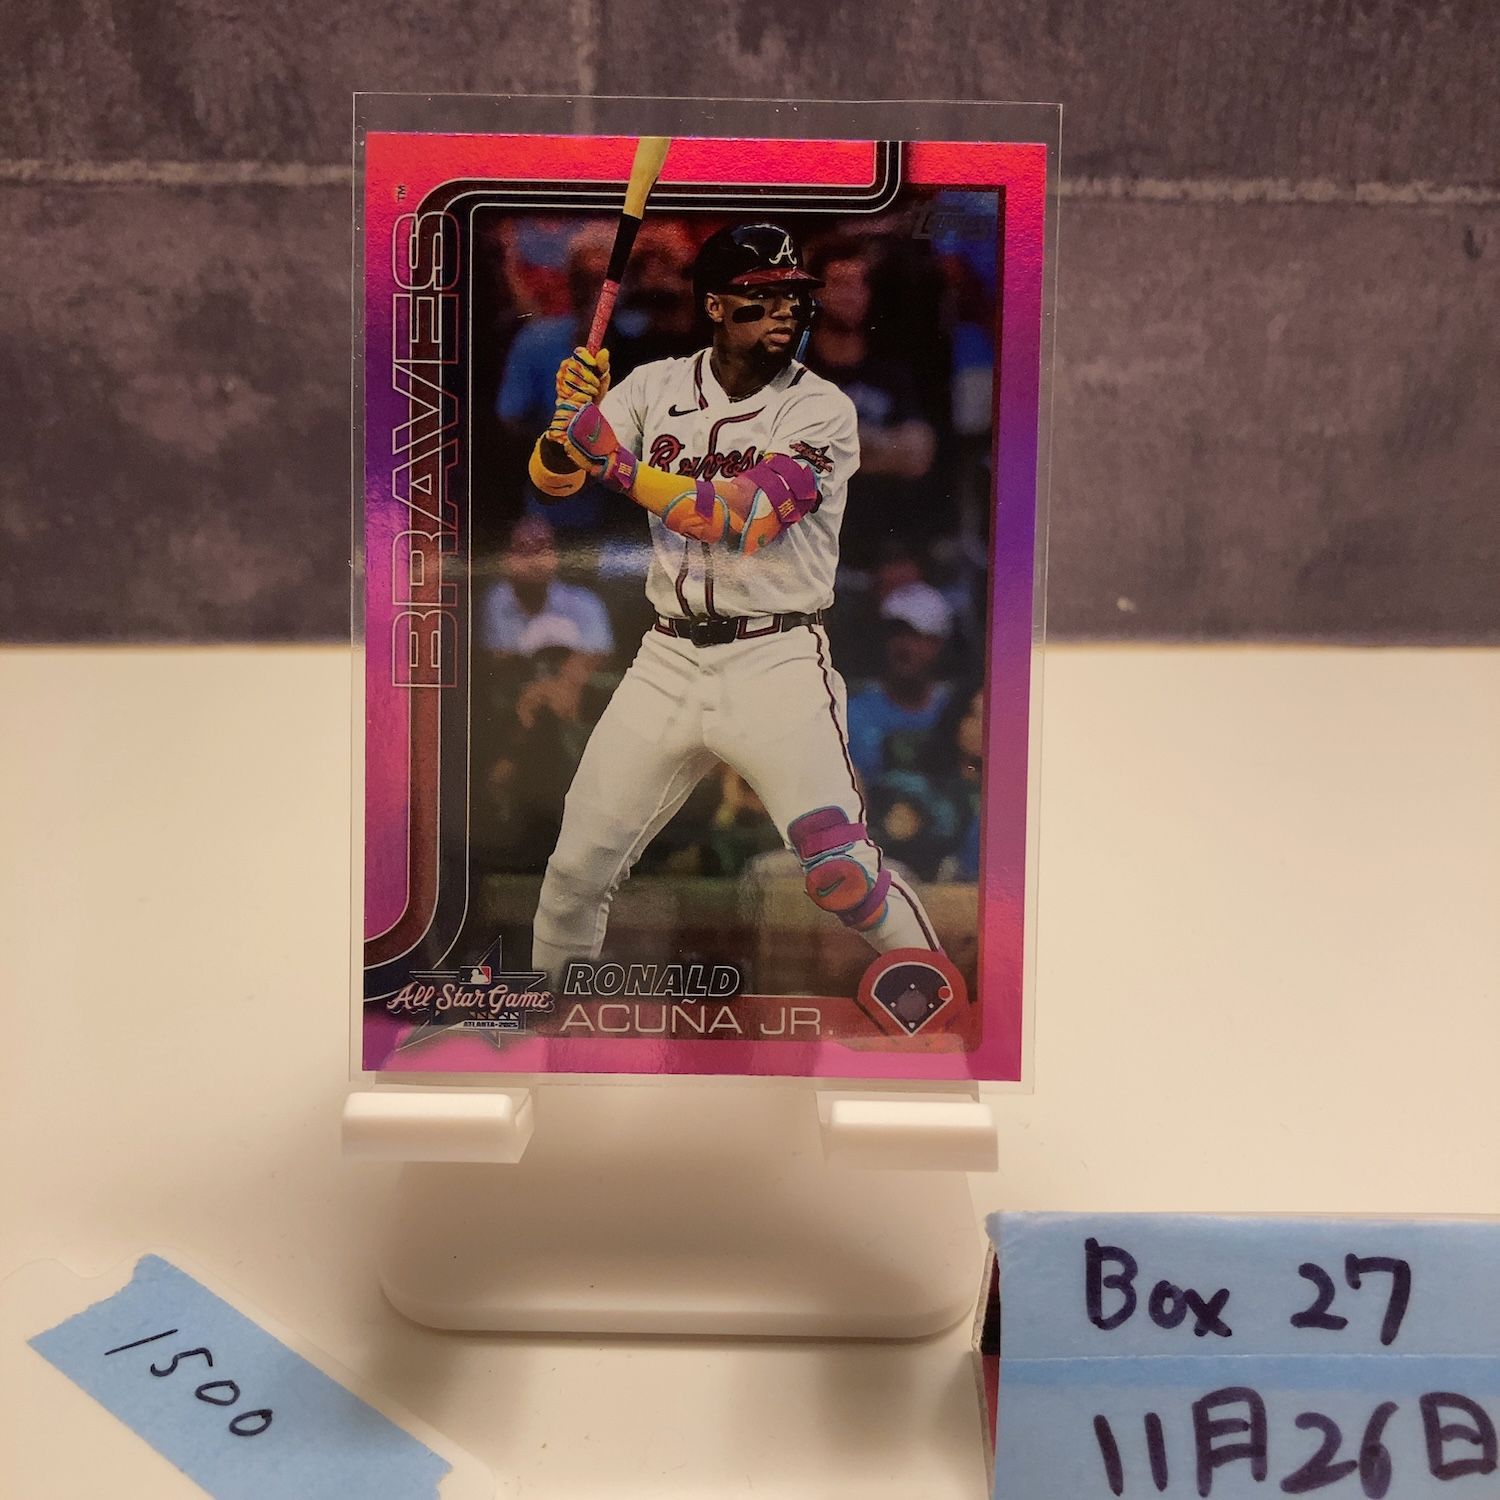 BRAVES™
Topps
A
Braves
All Star Game
ATLANTA-2025
RONALD
ACUÑA JR.
1500
Box 27
11月26日